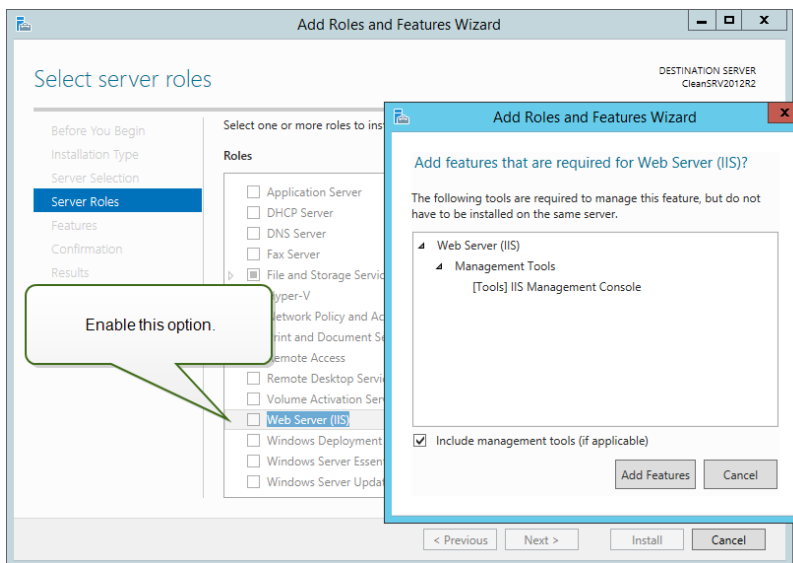 Add Roles and Features Wizard
Select server roles
DESTINATION SERVER
CleanSRV2012R2
Before You Begin
Installation Type
Server Selection
Server Roles
Features
Confirmation
Results
Select one or more roles to ins
Roles
Application Server
DHCP Server
DNS Server
Fax Server
File and Storage Servic
yper-V
etwork Policy and Ac
rint and Document Se
emote Access
Remote Desktop Servi
Volume Activation Ser
Web Server (IIS)
Windows Deployment
Windows Server Essen
Windows Server Updat
Enable this option.
Add Roles and Features Wizard
Add features that are required for Web Server (IIS)?
The following tools are required to manage this feature, but do not
have to be installed on the same server.
Web Server (IIS)
Management Tools
[Tools] IIS Management Console
Include management tools (if applicable)
Add Features
Cancel
< Previous
Next >
Install
Cancel